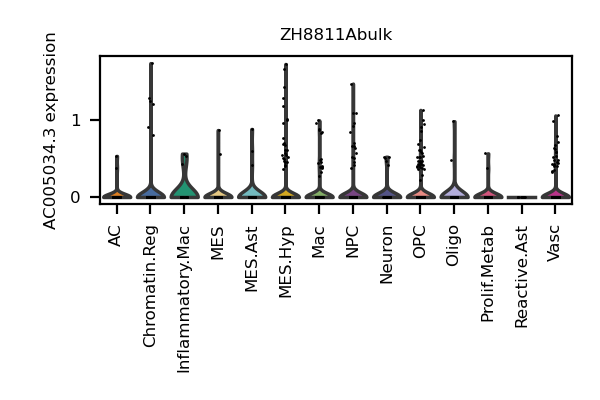 ZH8811Abulk
AC005034.3 expression
1
0
AC
Chromatin.Reg
Inflammatory.Mac
MES
MES.Ast
MES.Hyp
Mac
NPC
Neuron
OPC
Oligo
Prolif.Metab
Reactive.Ast
Vasc